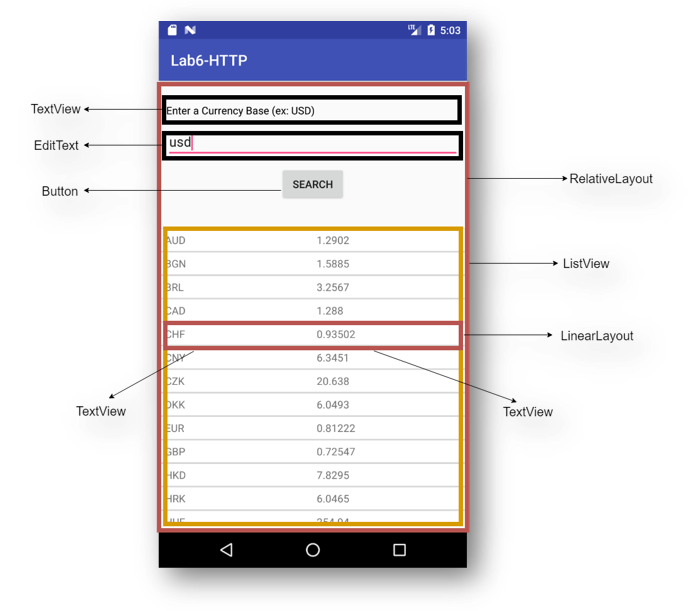 LTE 5:03
Lab6-HTTP
TextView
Enter a Currency Base (ex: USD)
EditText
usd
Button
SEARCH
RelativeLayout
AUD 1.2902
BGN 1.5885
ListView
BRL 3.2567
CAD 1.288
CHF 0.93502
LinearLayout
CNY 6.3451
CZK 20.638
TextView
DKK 6.0493
TextView
EUR 0.81222
GBP 0.72547
HKD 7.8295
HRK 6.0465